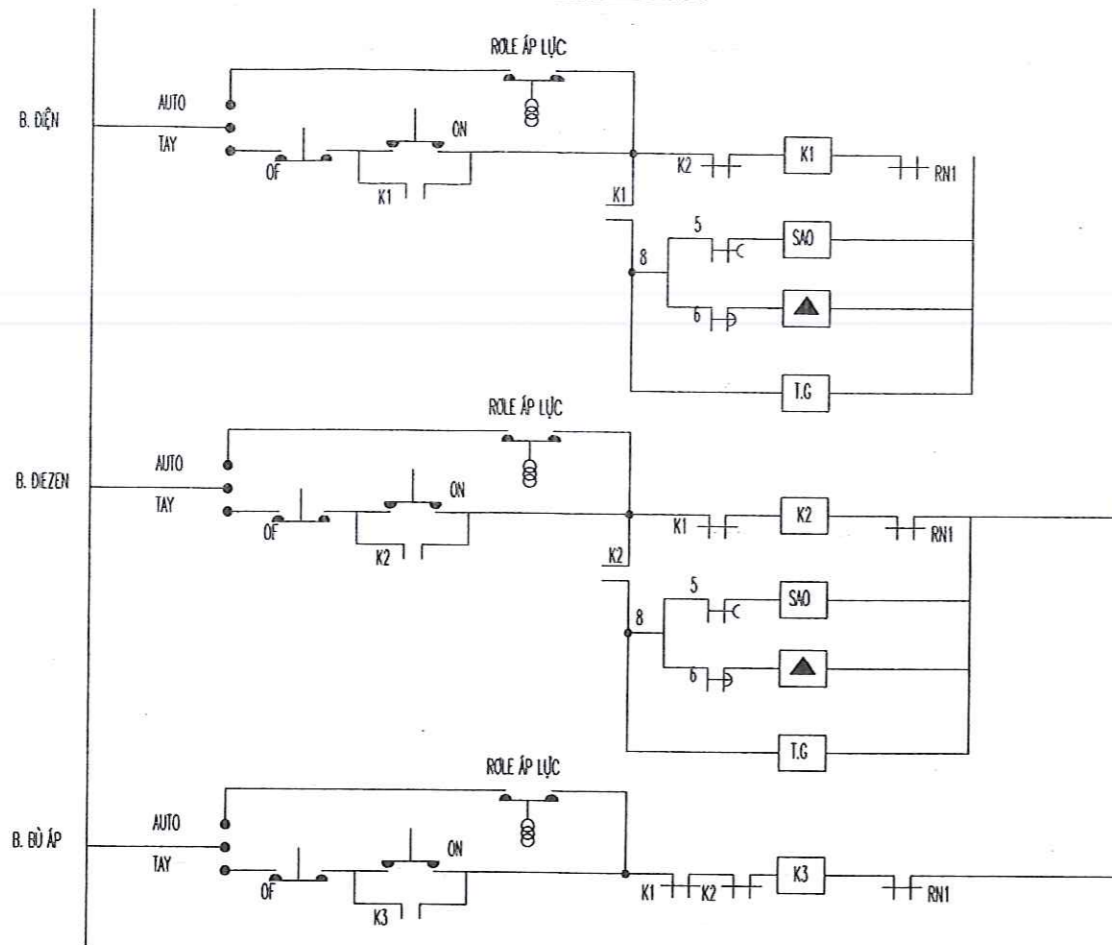 ROLE ÁP LỰC
AUTO
B. ĐIỆN
TAY
ON
OF
K1
K2
K1
RN1
K1
5
SAO
8
6
T.G
ROLE ÁP LỰC
AUTO
B. DIEZEN
TAY
ON
OF
K2
K1
K2
RN1
K2
5
SAO
8
6
T.G
ROLE ÁP LỰC
AUTO
B. BÙ ÁP
TAY
ON
OF
K3
K1
K2
K3
RN1